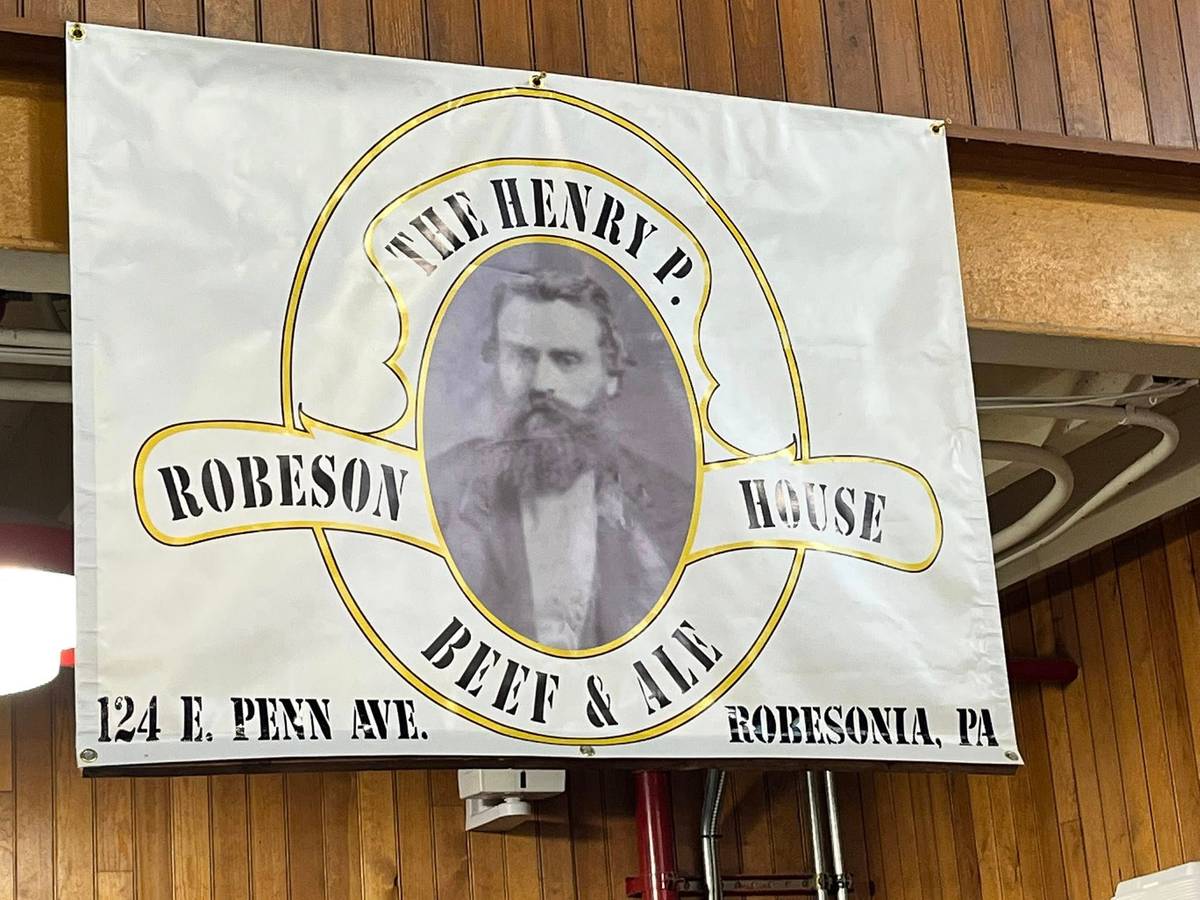 THE HENRY P.
ROBESON HOUSE
BEEF & ALE
124 E. PENN AVE.
ROBESONIA, PA